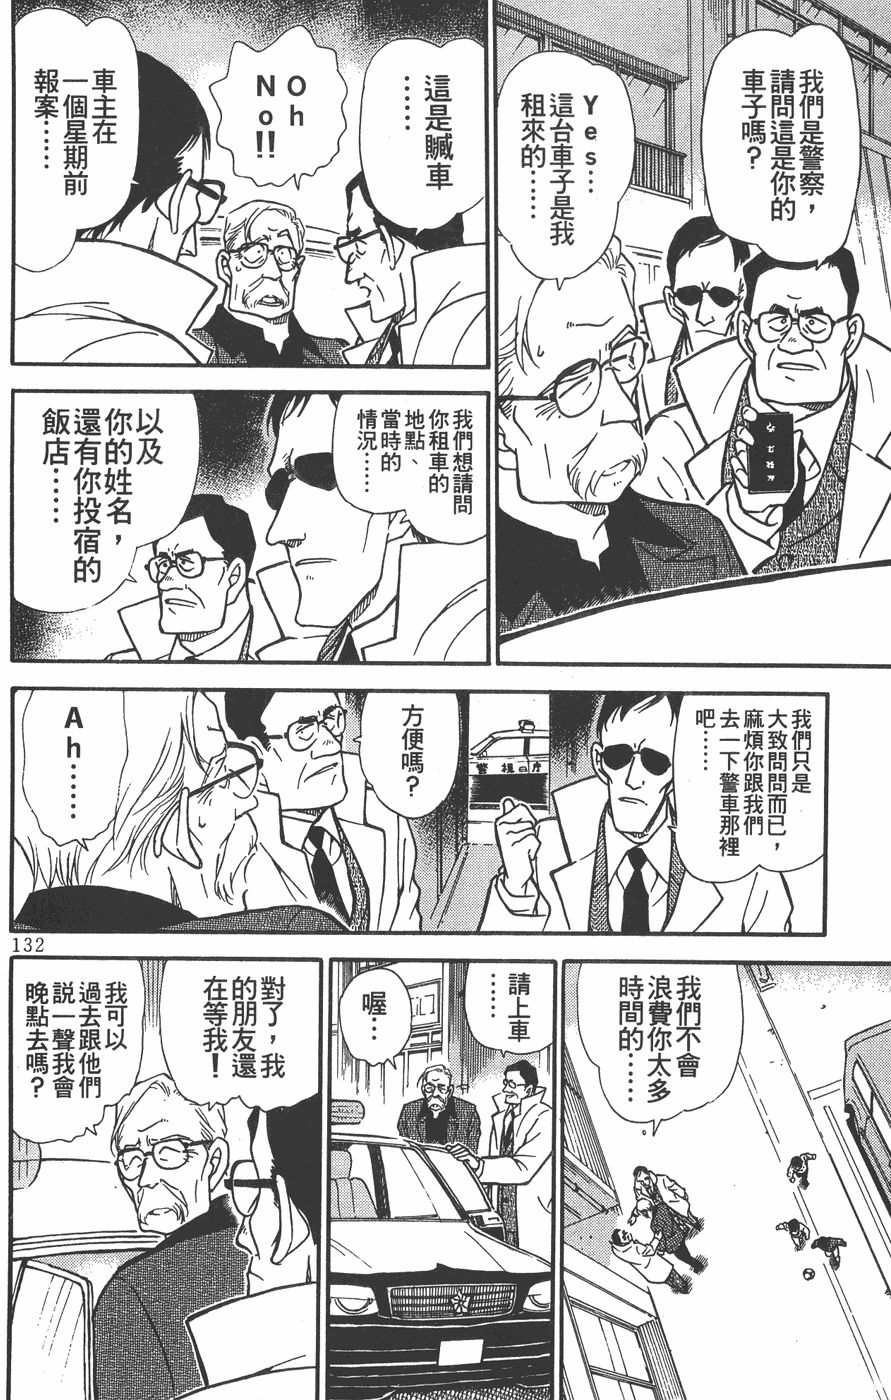 我們是警察，
請問這是你的
車子嗎？
Yes…
這台車子是我
租來的……
這是贓車
……
Oh
No!!
車主在
一個星期前
報案……
我們想請問
你租車的
地點、
當時的
情況……
以及
你的姓名，
還有你投宿的
飯店……
我們只是
大致問問而已，
麻煩你跟我們
去一下警車那裡
吧……
警視庁
方便嗎？
Ah……
132
我們不會
浪費你太多
時間的……
請上車
……
喔…
對了，我
的朋友還
在等我！
我可以
過去跟他們
說一聲我會
晚點去嗎？